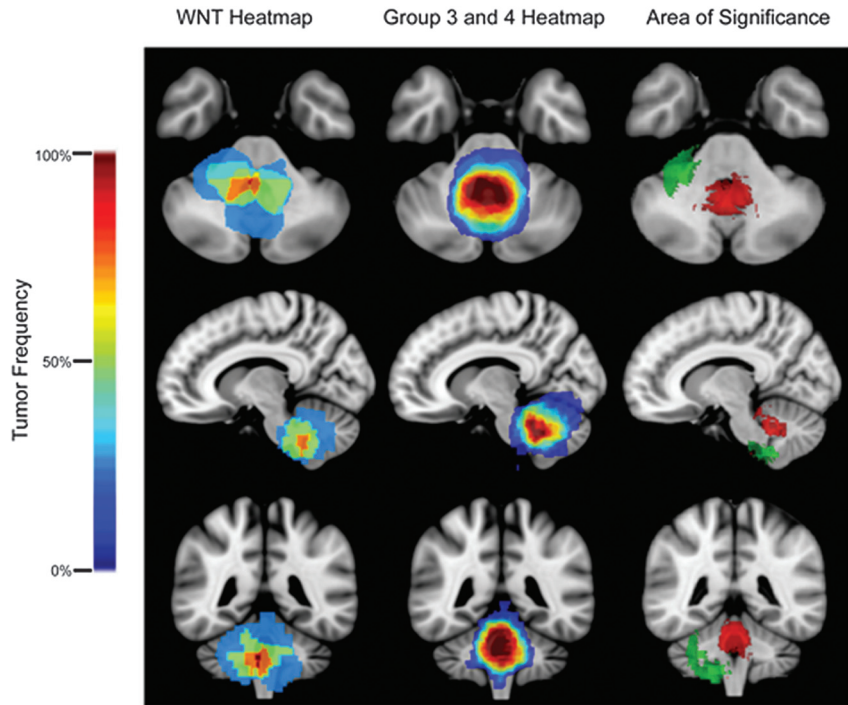 WNT Heatmap
Group 3 and 4 Heatmap
Area of Significance
100%
50%
0%
Tumor Frequency